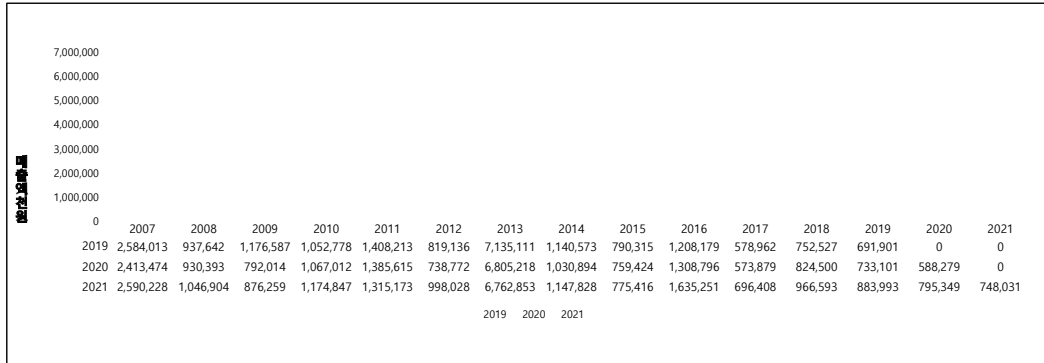 7,000,000
6,000,000
5,000,000
4,000,000
3,000,000
2,000,000
1,000,000
0
2007 2008 2009 2010 2011 2012 2013 2014 2015 2016 2017 2018 2019 2020 2021
2019 2,584,013 937,642 1,176,587 1,052,778 1,408,213 819,136 7,135,111 1,140,573 790,315 1,208,179 578,962 752,527 691,901 0 0
2020 2,413,474 930,393 792,014 1,067,012 1,385,615 738,772 6,805,218 1,030,894 759,424 1,308,796 573,879 824,500 733,101 588,279 0
2021 2,590,228 1,046,904 876,259 1,174,847 1,315,173 998,028 6,762,853 1,147,828 775,416 1,635,251 696,408 966,593 883,993 795,349 748,031
2019 2020 2021